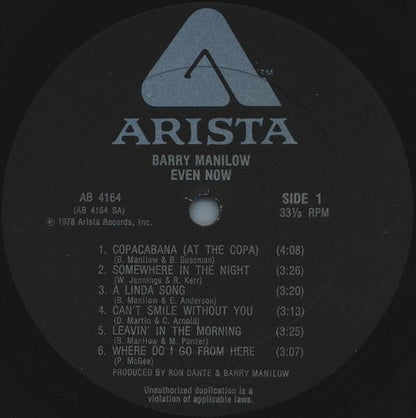 TM
ARISTA
BARRY MANILOW
EVEN NOW
AB 4164
(AB 4164 SA)
℗ 1978 Arista Records, Inc.
SIDE 1
33⅓ RPM
1. COPACABANA (AT THE COPA) (4:08)
(B. Manilow & B. Sussman)
2. SOMEWHERE IN THE NIGHT (3:26)
(W. Jennings & R. Kerr)
3. A LINDA SONG (3:20)
(B. Manilow & E. Anderson)
4. CAN'T SMILE WITHOUT YOU (3:13)
(D. Martin & C. Arnold)
5. LEAVIN' IN THE MORNING (3:25)
(B. Manilow & M. Panzer)
6. WHERE DO I GO FROM HERE (3:07)
(P. McGee)
PRODUCED BY RON DANTE & BARRY MANILOW
Unauthorized duplication is a
violation of applicable laws.